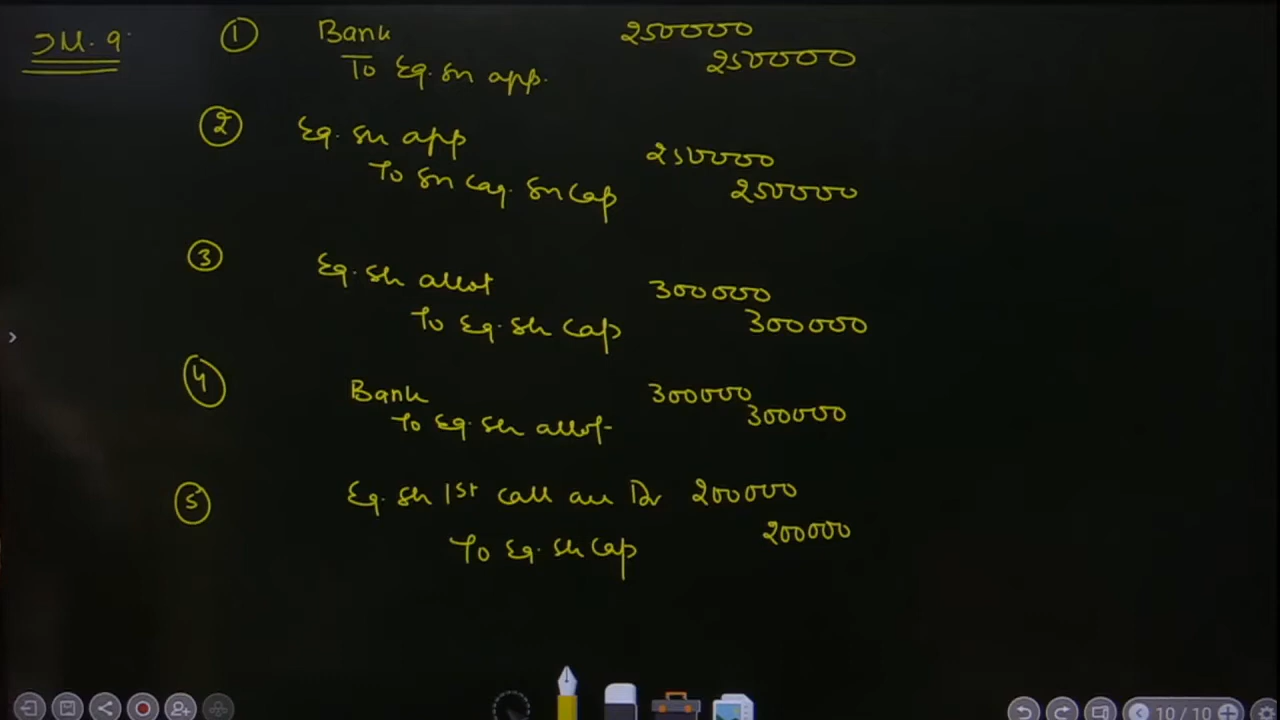 Ill. 9.
① Bank 250000
To Eq. Sh app. 250000
② Eq. Sh app 250000
To Sh Cap. Sh Cap 250000
③ Eq. Sh allot 300000
To Eq. Sh Cap 300000
④ Bank 300000
To Eq. Sh allot 300000
⑤ Eq. Sh 1st call a/c Dr 200000
To Eq. Sh Cap 200000
10/10